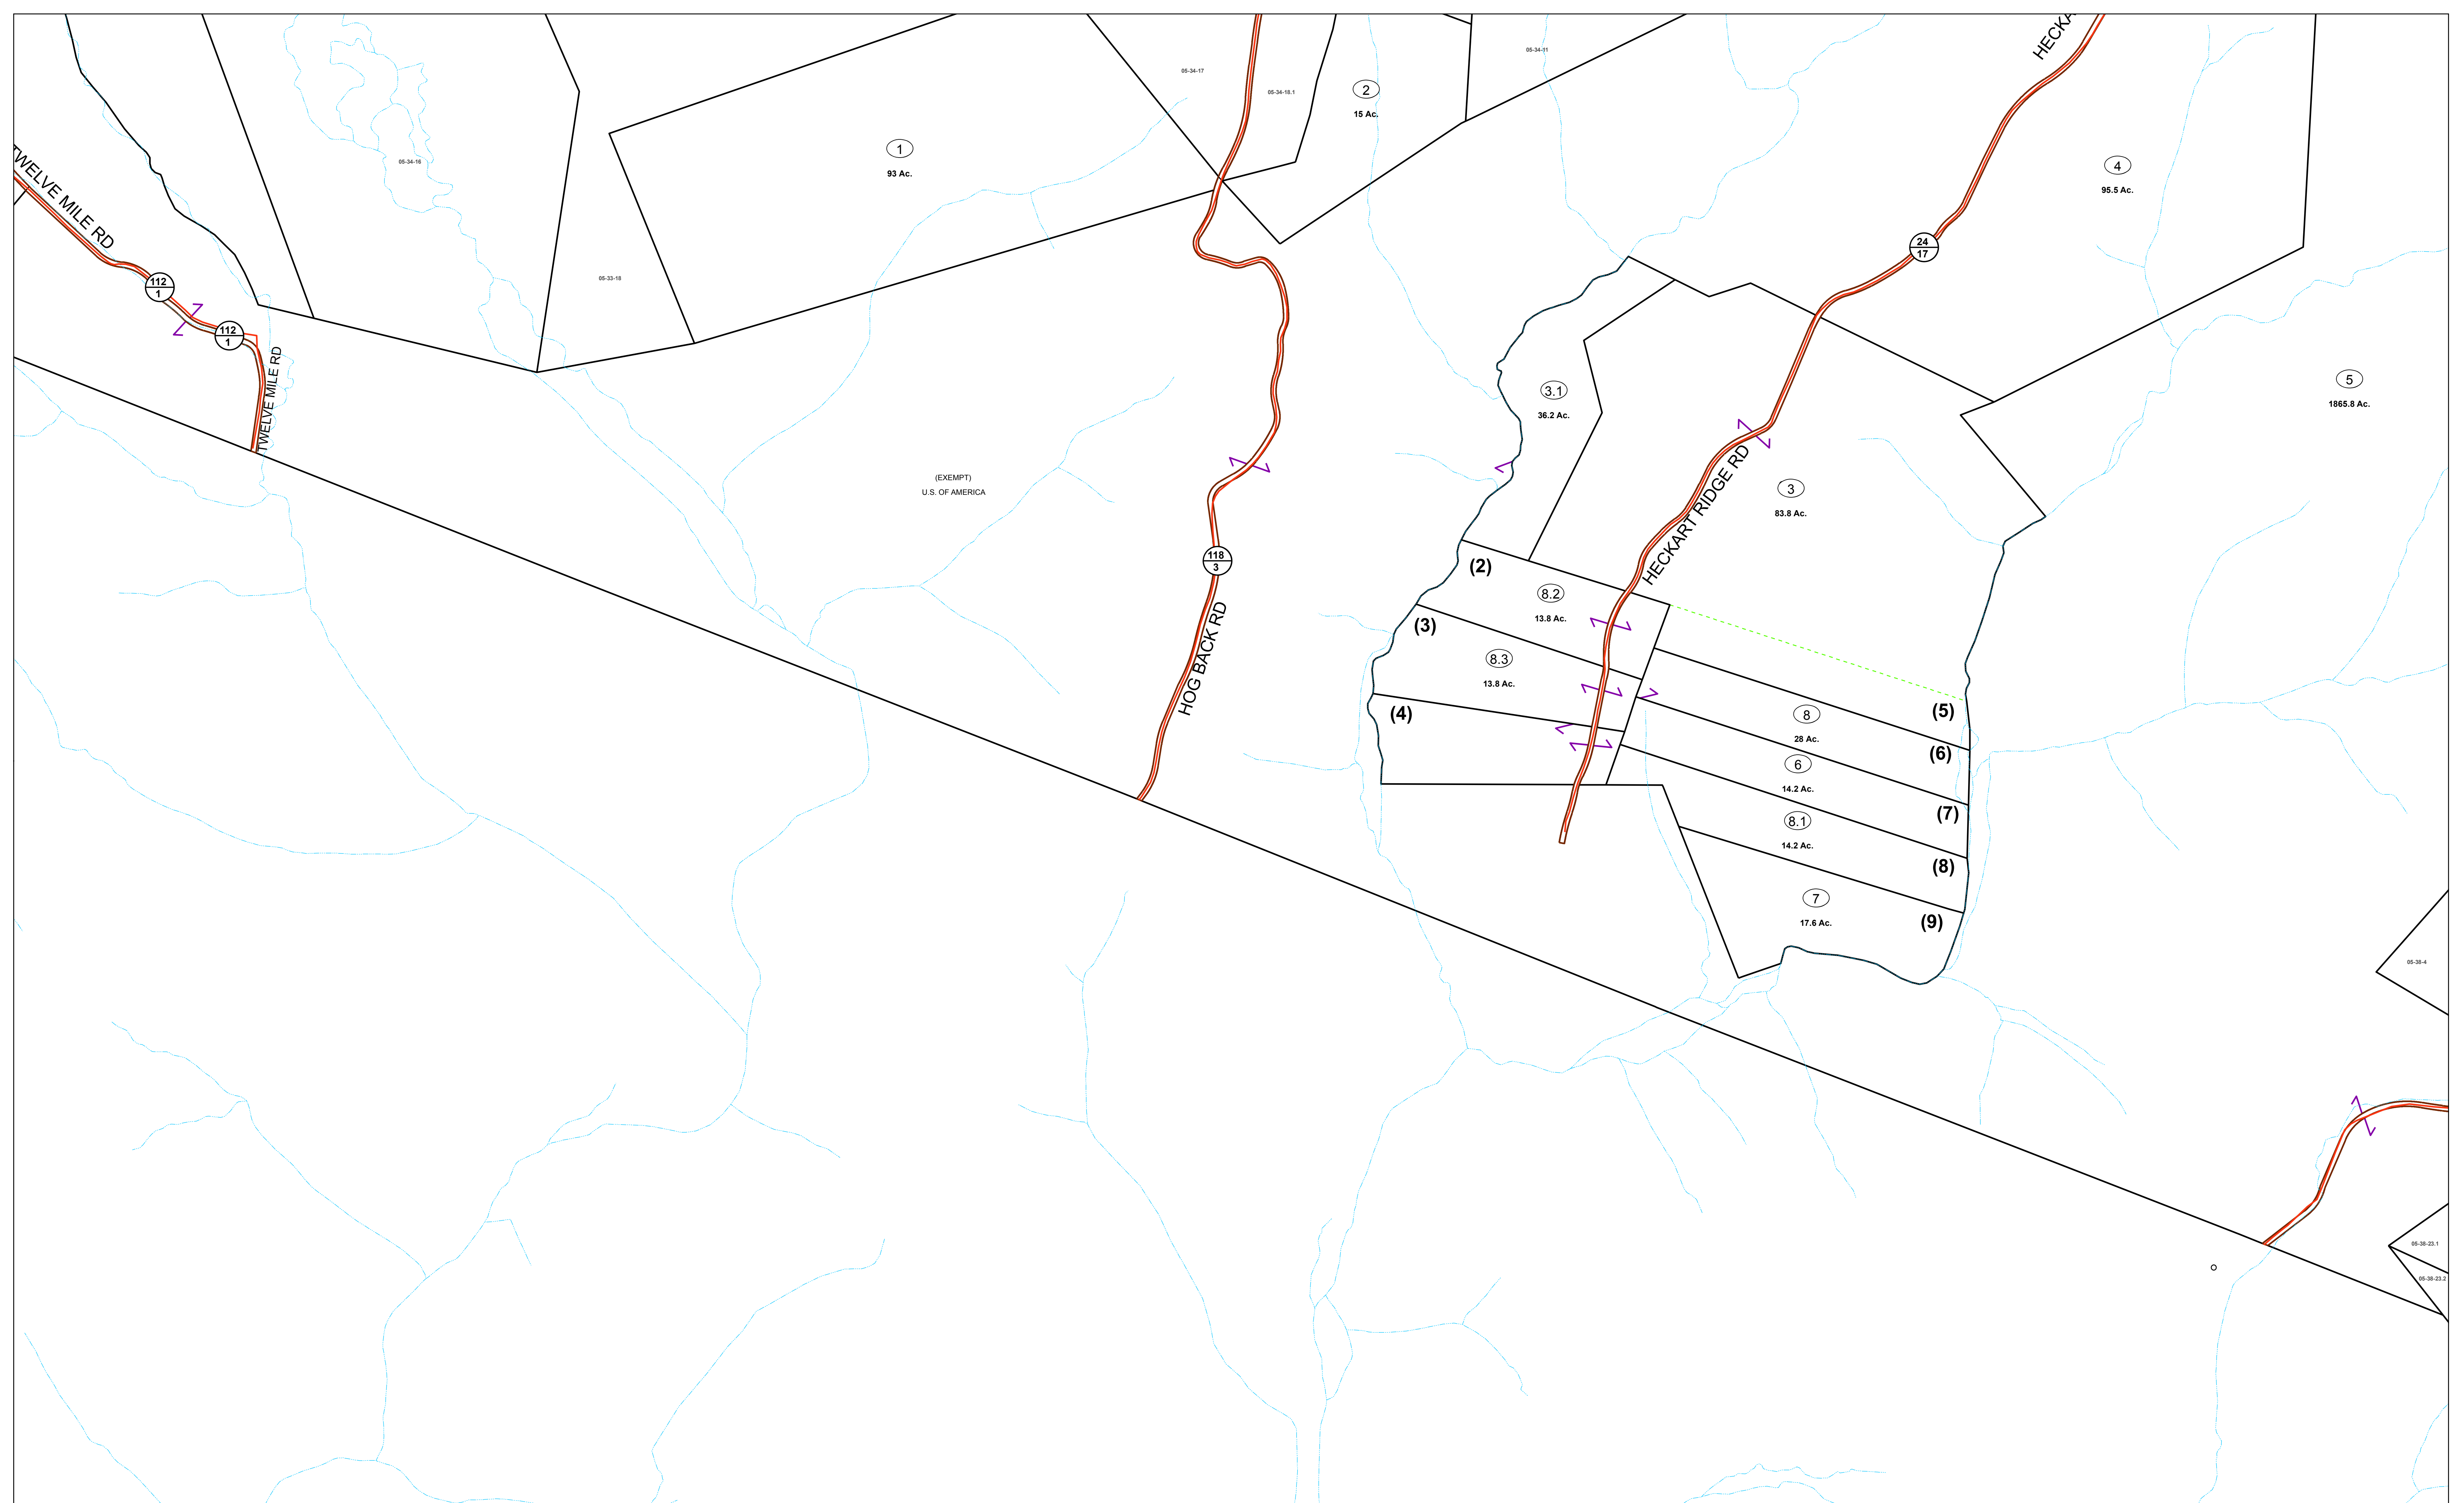 HECKA
05-34-11
05-34-17
05-34-18.1
2
15 Ac.
1
93 Ac.
05-34-16
4
95.5 Ac.
TWELVE MILE RD
24
17
05-33-18
112
1
112
1
TWELVE MILE RD
3.1
36.2 Ac.
5
1865.8 Ac.
(EXEMPT)
U.S. OF AMERICA
3
83.8 Ac.
HECKART RIDGE RD
118
3
HOG BACK RD
(2)
8.2
13.8 Ac.
(3)
8.3
13.8 Ac.
(4)
(5)
8
28 Ac.
(6)
6
14.2 Ac.
(7)
8.1
14.2 Ac.
(8)
7
17.6 Ac.
(9)
05-38-4
05-38-23.1
05-38-23.2